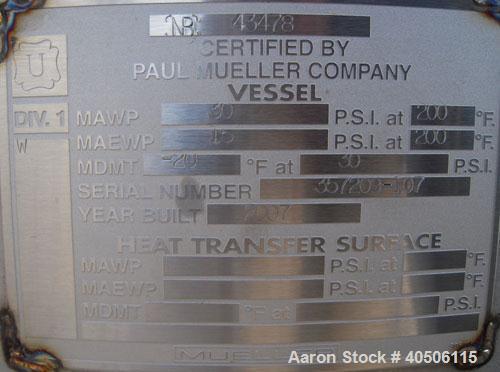 NB 43478
CERTIFIED BY
PAUL MUELLER COMPANY
VESSEL
U
DIV. 1
W
MAWP 30 P.S.I. at 200 °F.
MAEWP 15 P.S.I. at 200 °F.
MDMT -20 °F at 30 P.S.I.
SERIAL NUMBER 357203-107
YEAR BUILT 2007
HEAT TRANSFER SURFACE
MAWP P.S.I. at °F.
MAEWP P.S.I. at °F.
MDMT °F at P.S.I.
MUELLER
Aaron Stock # 40506115